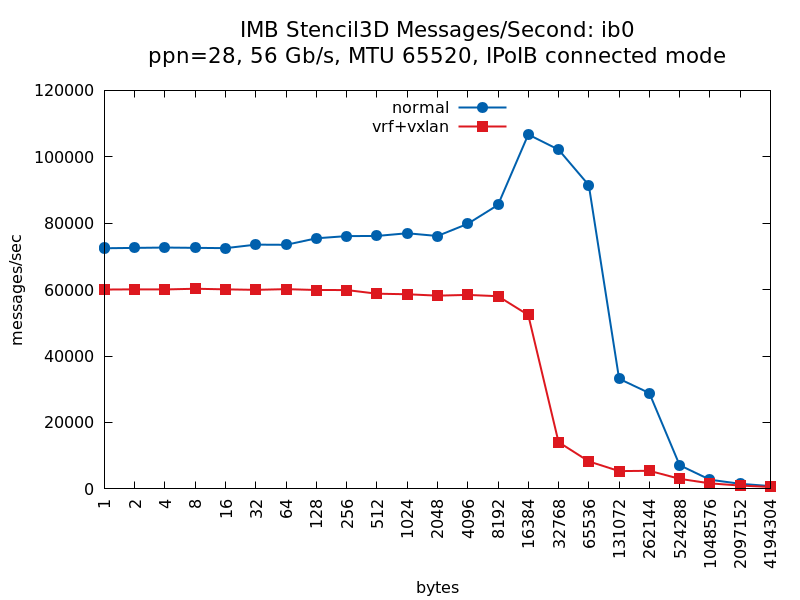 IMB Stencil3D Messages/Second: ib0
ppn=28, 56 Gb/s, MTU 65520, IPoIB connected mode
normal
vrf+vxlan
120000
100000
80000
60000
40000
20000
0
messages/sec
1 2 4 8 16 32 64 128 256 512 1024 2048 4096 8192 16384 32768 65536 131072 262144 524288 1048576 2097152 4194304
bytes